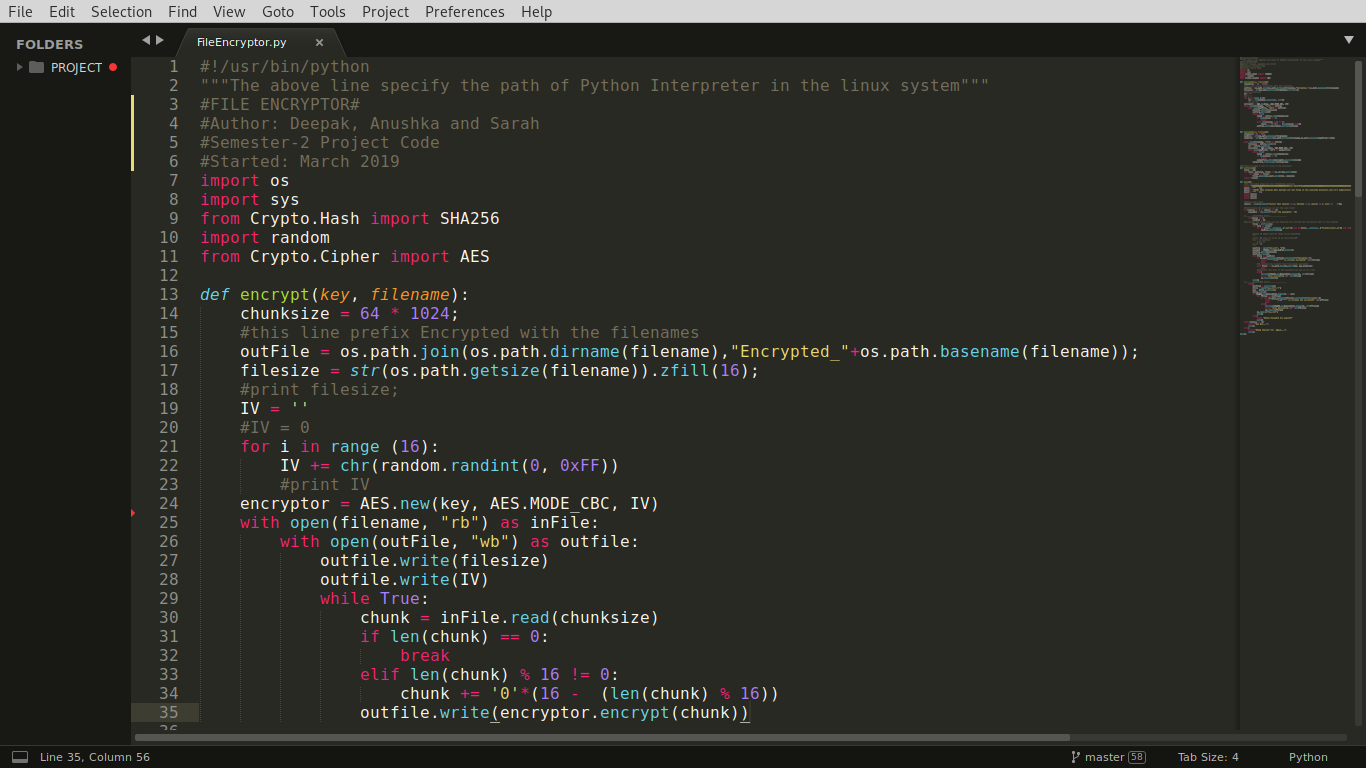 File Edit Selection Find View Goto Tools Project Preferences Help
FOLDERS
PROJECT
FileEncryptor.py ×
1 #!/usr/bin/python
2 """The above line specify the path of Python Interpreter in the linux system"""
3 #FILE ENCRYPTOR#
4 #Author: Deepak, Anushka and Sarah
5 #Semester-2 Project Code
6 #Started: March 2019
7 import os
8 import sys
9 from Crypto.Hash import SHA256
10 import random
11 from Crypto.Cipher import AES
12
13 def encrypt(key, filename):
14     chunksize = 64 * 1024;
15     #this line prefix Encrypted with the filenames
16     outFile = os.path.join(os.path.dirname(filename),"Encrypted_"+os.path.basename(filename));
17     filesize = str(os.path.getsize(filename)).zfill(16);
18     #print filesize;
19     IV = ''
20     #IV = 0
21     for i in range (16):
22         IV += chr(random.randint(0, 0xFF))
23         #print IV
24     encryptor = AES.new(key, AES.MODE_CBC, IV)
25     with open(filename, "rb") as inFile:
26         with open(outFile, "wb") as outfile:
27             outfile.write(filesize)
28             outfile.write(IV)
29             while True:
30                 chunk = inFile.read(chunksize)
31                 if len(chunk) == 0:
32                     break
33                 elif len(chunk) % 16 != 0:
34                     chunk += '0'*(16 -  (len(chunk) % 16))
35                 outfile.write(encryptor.encrypt(chunk))
Line 35, Column 56
master 58
Tab Size: 4
Python